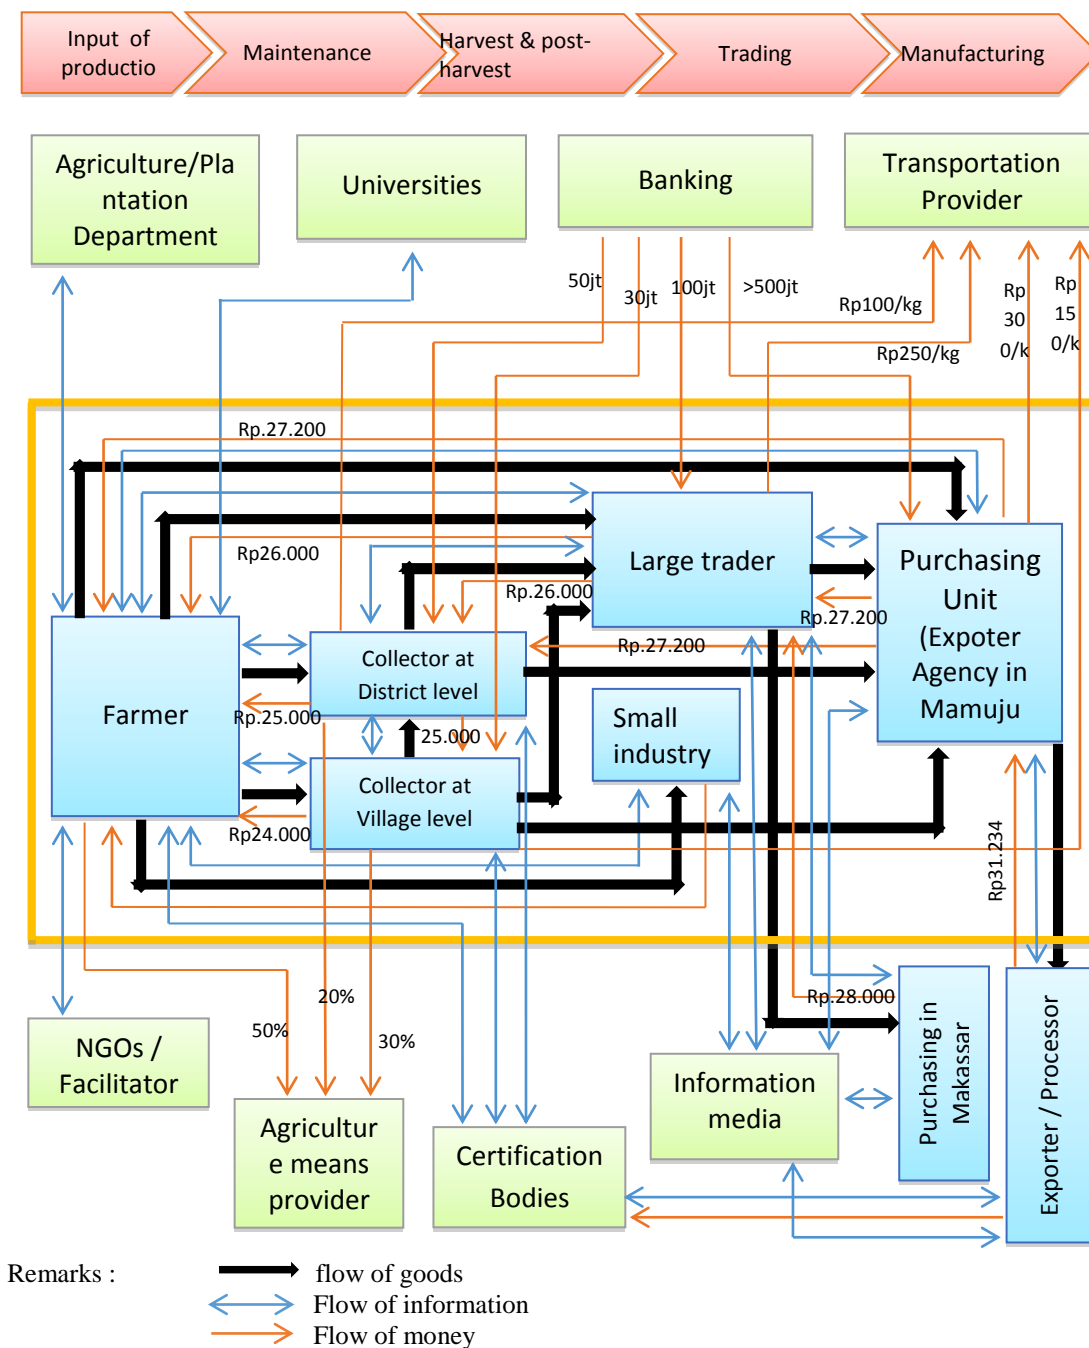 Input of
productio
Maintenance
Harvest & post-
harvest
Trading
Manufacturing
Agriculture/Pla
ntation
Department
Universities
Banking
Transportation
Provider
50jt
30jt
100jt
>500jt
Rp100/kg
Rp250/kg
Rp
30
0/k
Rp
15
0/k
Rp.27.200
Rp26.000
Large trader
Purchasing
Unit
(Expoter
Agency in
Mamuju
Rp.26.000
Rp.27.200
Rp.27.200
Farmer
Collector at
District level
Rp.25.000
25.000
Small
industry
Collector at
Village level
Rp24.000
Rp31.234
20%
50%
30%
Rp.28.000
NGOs /
Facilitator
Agricultur
e means
provider
Certification
Bodies
Information
media
Purchasing in
Makassar
Exporter / Processor
Remarks :
flow of goods
Flow of information
Flow of money